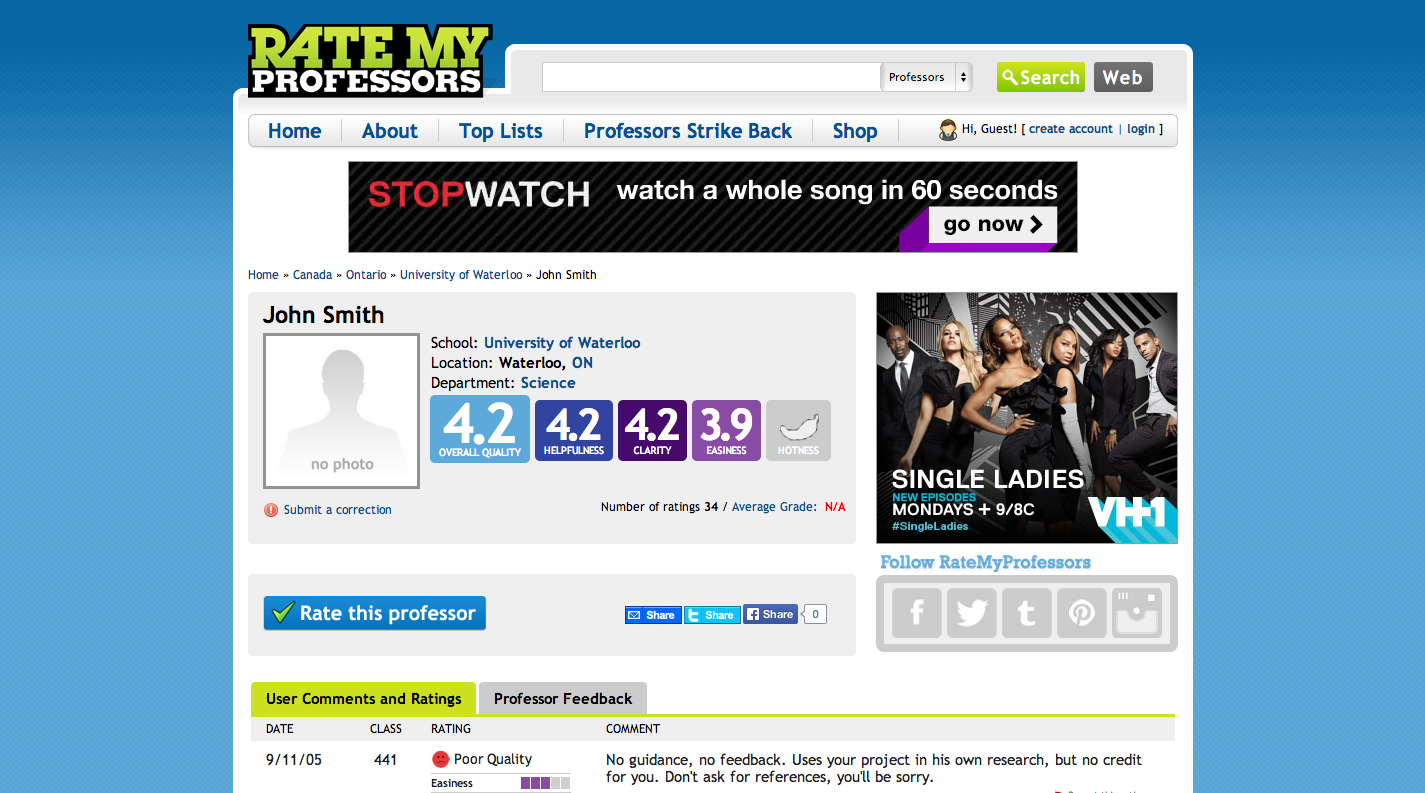 RATE MY
PROFESSORS
Professors
Search
Web
Home
About
Top Lists
Professors Strike Back
Shop
Hi, Guest! [ create account | login ]
STOPWATCH watch a whole song in 60 seconds
go now
Home » Canada » Ontario » University of Waterloo » John Smith
John Smith
no photo
School: University of Waterloo
Location: Waterloo, ON
Department: Science
4.2
OVERALL QUALITY
4.2
HELPFULNESS
4.2
CLARITY
3.9
EASINESS
HOTNESS
Submit a correction
Number of ratings 34 / Average Grade: N/A
SINGLE LADIES
NEW EPISODES
MONDAYS + 9/8C
#SingleLadies
VH1
Follow RateMyProfessors
Rate this professor
Share
Share
Share
0
User Comments and Ratings
Professor Feedback
DATE CLASS RATING COMMENT
9/11/05 441 Poor Quality No guidance, no feedback. Uses your project in his own research, but no credit
for you. Don't ask for references, you'll be sorry.
Easiness